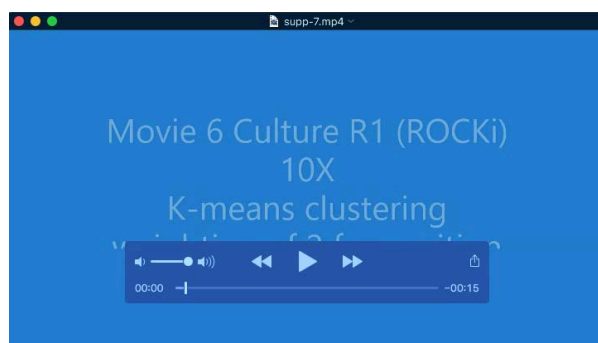 supp-7.mp4
Movie 6 Culture R1 (ROCKi)
10X
K-means clustering
00:00
-00:15